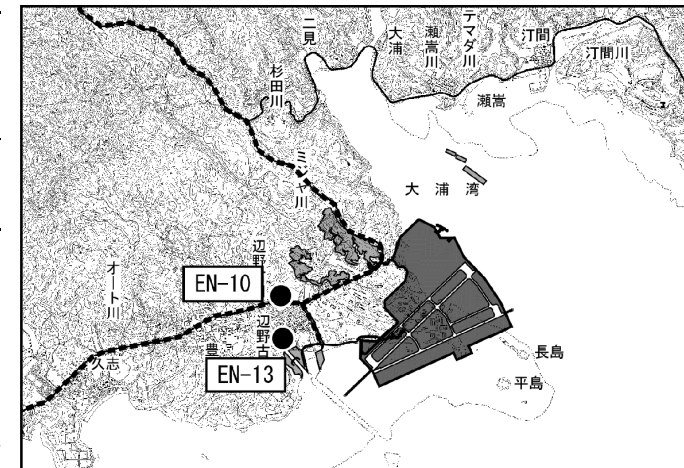 二見
大浦
瀬嵩川
テマダ川
汀間
汀間川
杉田川
瀬嵩
ミジャ川
大浦湾
オート川
辺野
EN-10
辺野古
豊
久志
EN-13
長島
平島